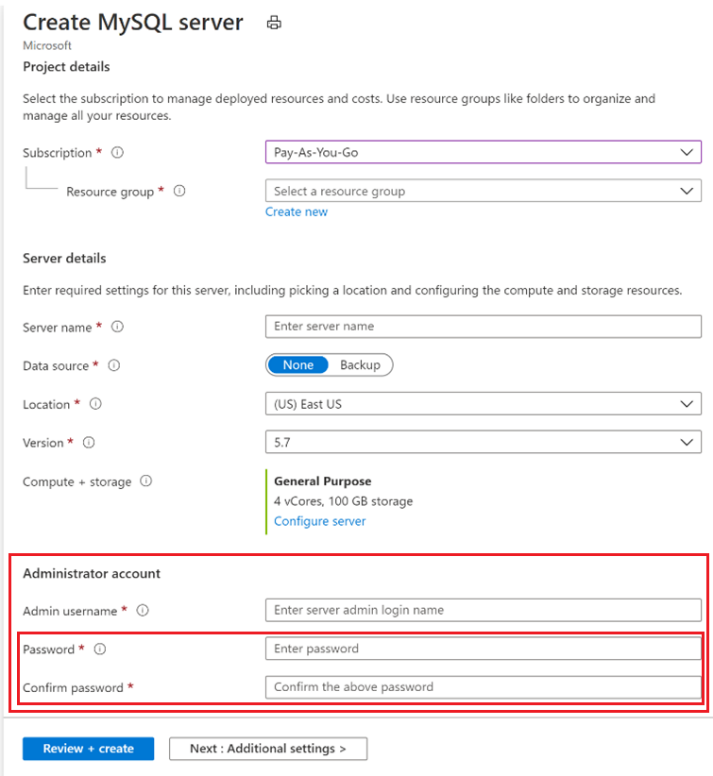 Create MySQL server
Microsoft
Project details
Select the subscription to manage deployed resources and costs. Use resource groups like folders to organize and
manage all your resources.
Subscription *
Pay-As-You-Go
Resource group *
Select a resource group
Create new
Server details
Enter required settings for this server, including picking a location and configuring the compute and storage resources.
Server name *
Enter server name
Data source *
None Backup
Location *
(US) East US
Version *
5.7
Compute + storage
General Purpose
4 vCores, 100 GB storage
Configure server
Administrator account
Admin username *
Enter server admin login name
Password *
Enter password
Confirm password *
Confirm the above password
Review + create
Next : Additional settings >